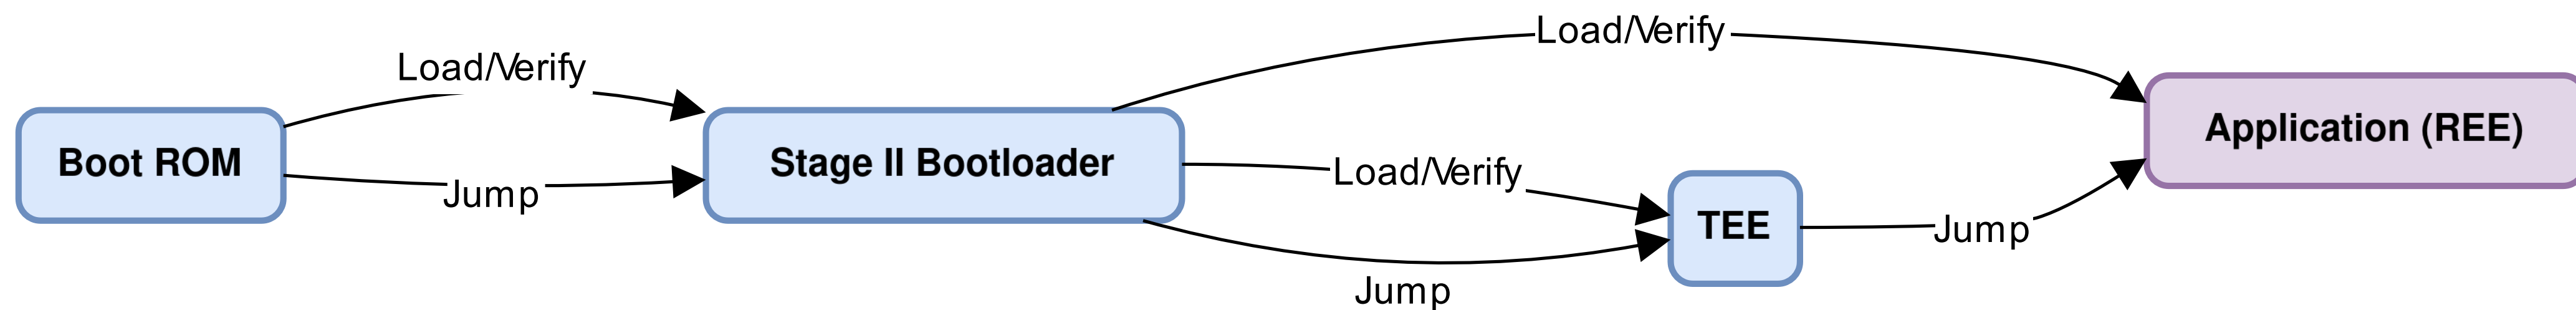 Load/Verify
Boot ROM
Jump
Stage II Bootloader
Load/Verify
Load/Verify
Jump
TEE
Jump
Application (REE)